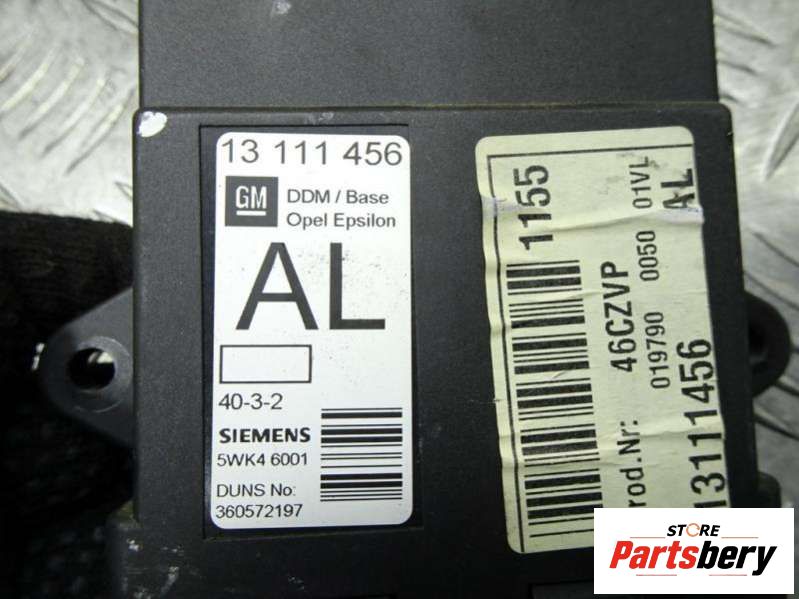 13 111 456
GM
DDM / Base
Opel Epsilon
AL
40-3-2
SIEMENS
5WK4 6001
DUNS No:
360572197
1155
46CZVP
019790 0050 01VL
AL
rod.Nr:
13111456
STORE
Partsbery